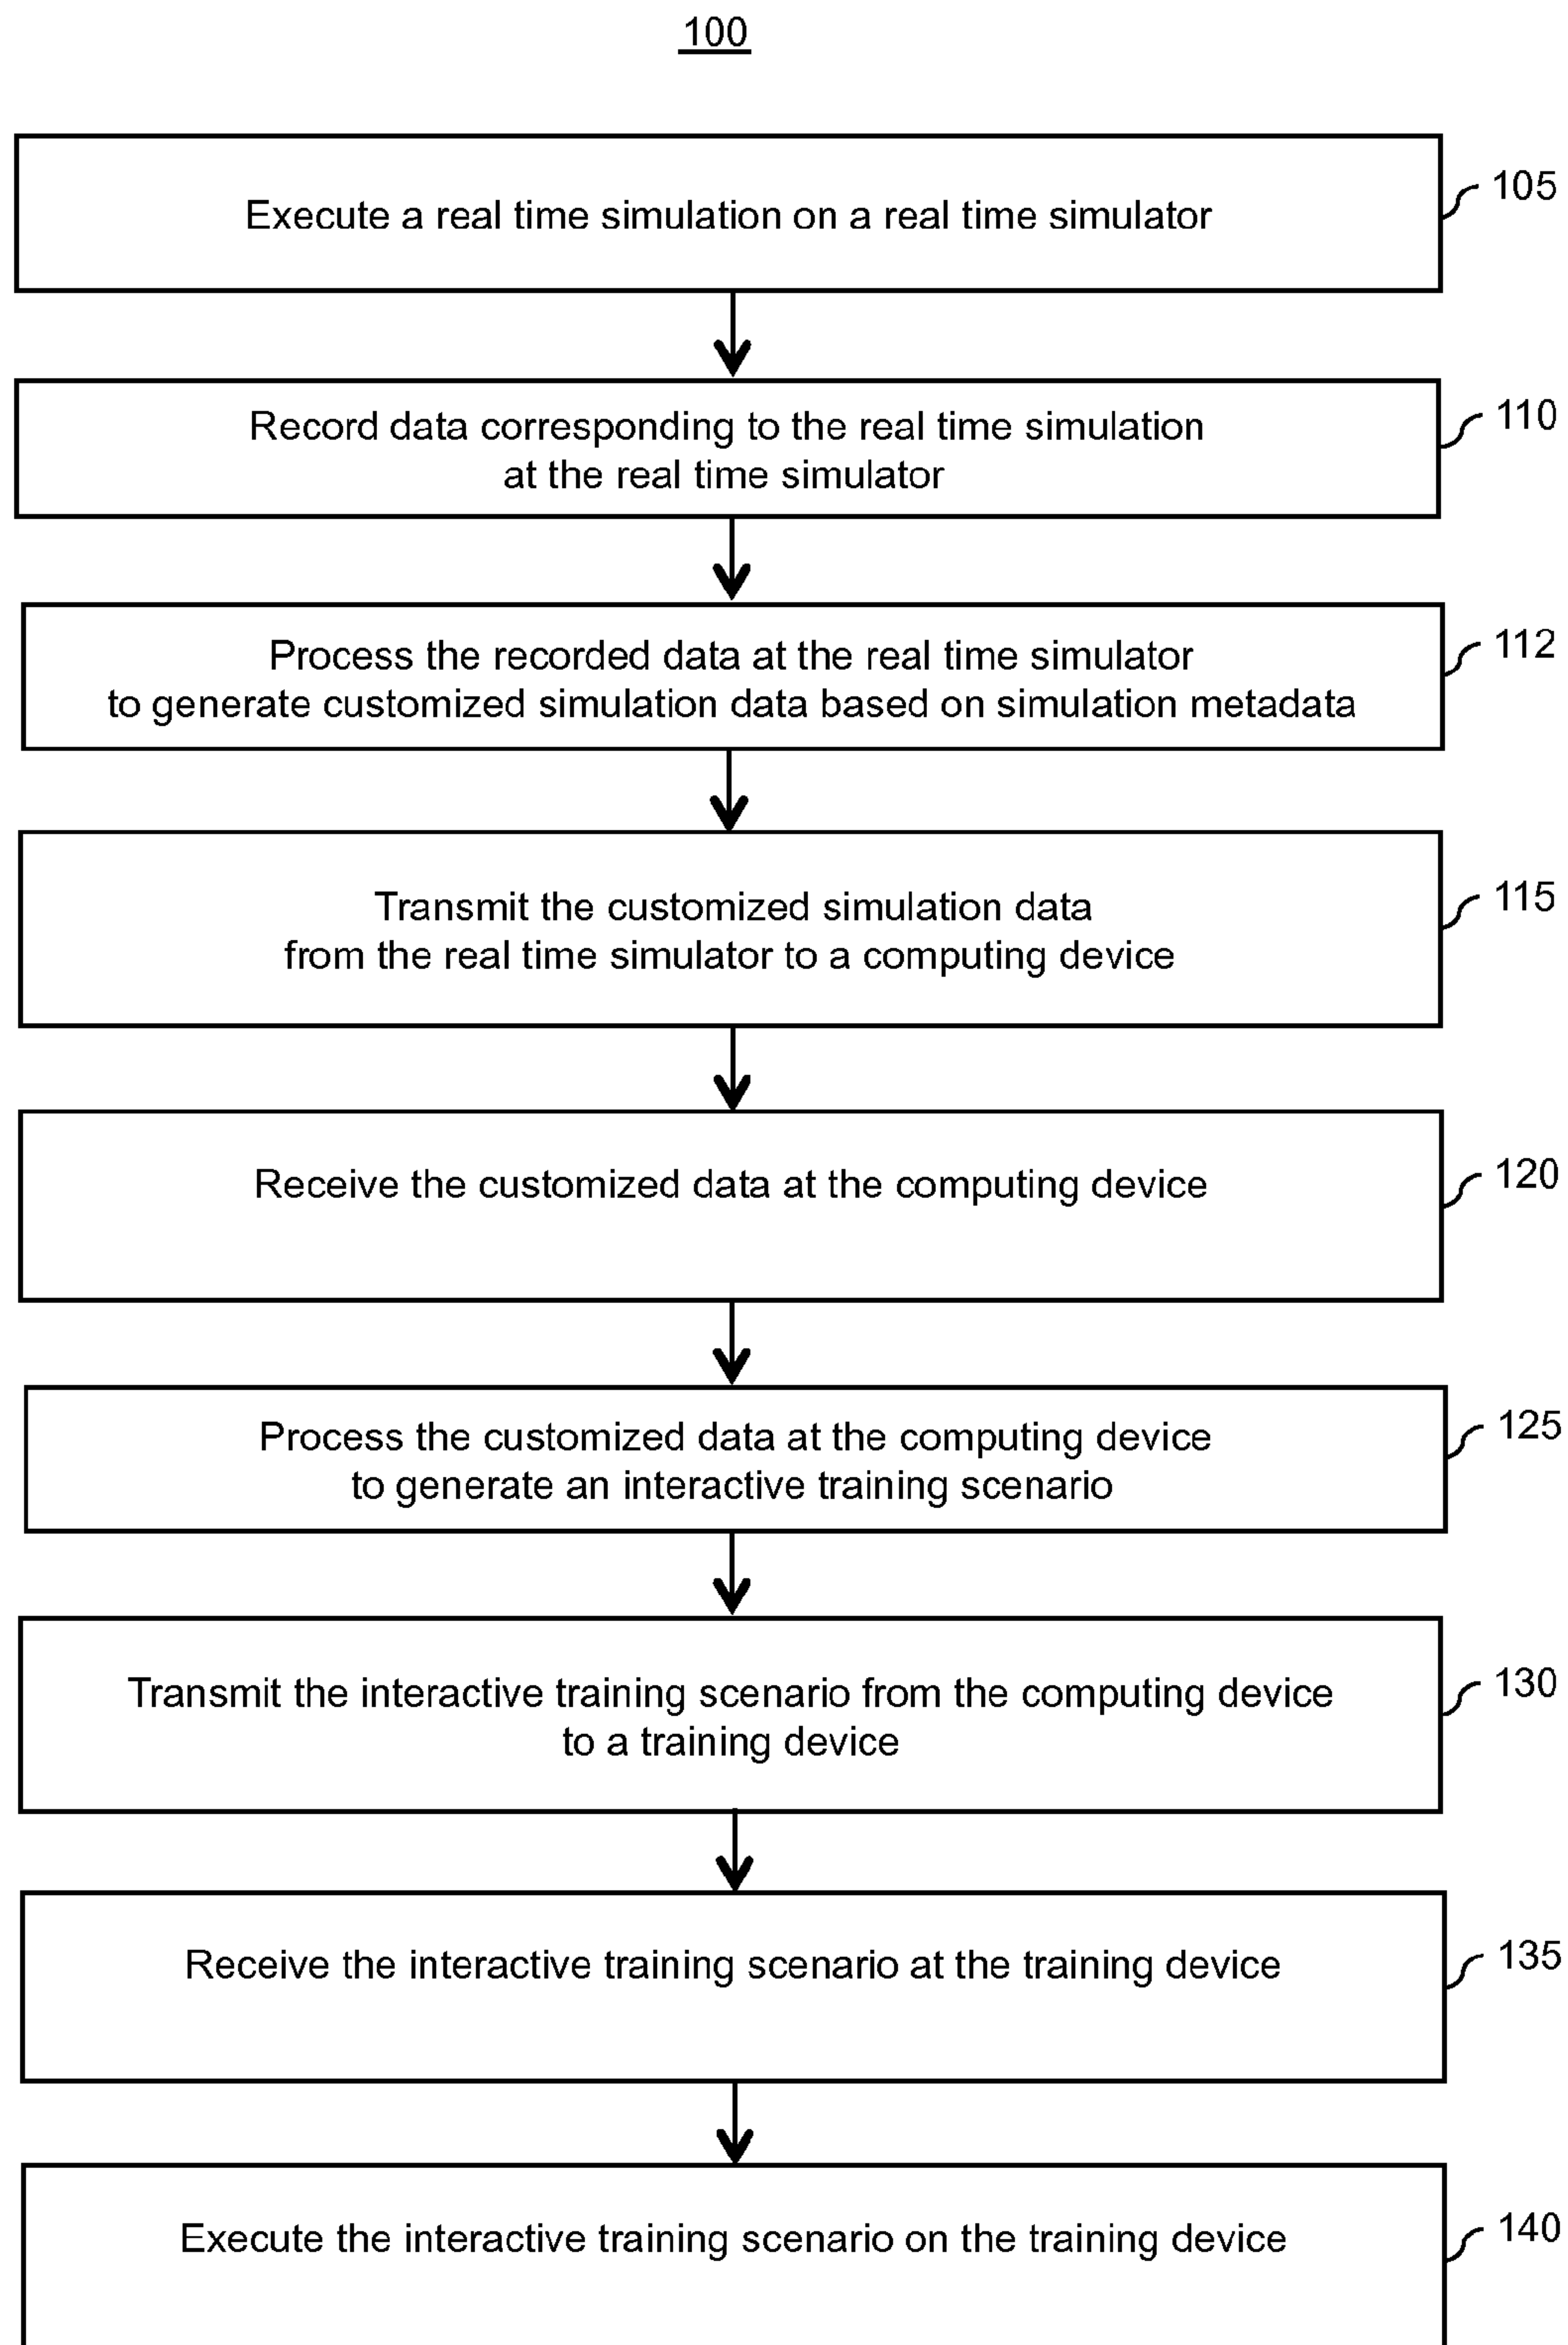 100
Execute a real time simulation on a real time simulator
105
Record data corresponding to the real time simulation
at the real time simulator
110
Process the recorded data at the real time simulator
to generate customized simulation data based on simulation metadata
112
Transmit the customized simulation data
from the real time simulator to a computing device
115
Receive the customized data at the computing device
120
Process the customized data at the computing device
to generate an interactive training scenario
125
Transmit the interactive training scenario from the computing device
to a training device
130
Receive the interactive training scenario at the training device
135
Execute the interactive training scenario on the training device
140